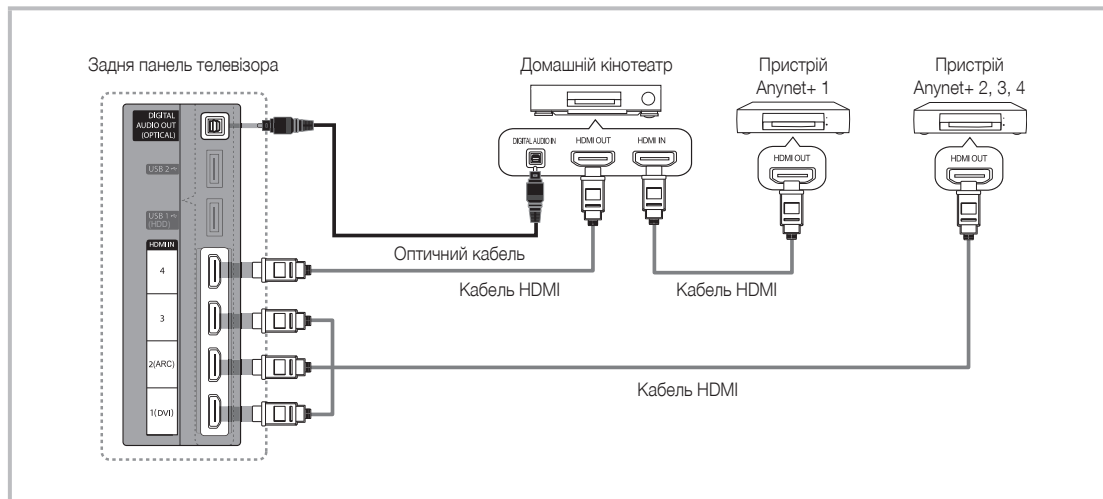 Задня панель телевізора
Домашній кінотеатр
Пристрій
Anynet+ 1
Пристрій
Anynet+ 2, 3, 4
DIGITAL
AUDIO OUT
(OPTICAL)
USB 2
USB 1
(HDD)
HDMI IN
4
3
2(ARC)
1(DVI)
DIGITAL AUDIO IN
HDMI OUT
HDMI IN
HDMI OUT
HDMI OUT
Оптичний кабель
Кабель HDMI
Кабель HDMI
Кабель HDMI